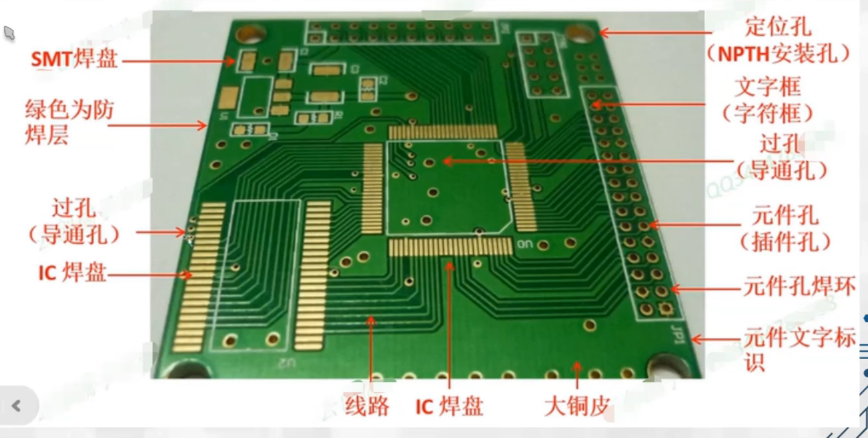 SMT焊盘
绿色为防
焊层
过孔
（导通孔）
IC 焊盘
线路
IC 焊盘
大铜皮
定位孔
（NPTH安装孔）
文字框
（字符框）
过孔
（导通孔）
元件孔
（插件孔）
元件孔焊环
元件文字标
识
JP1
U2
U0